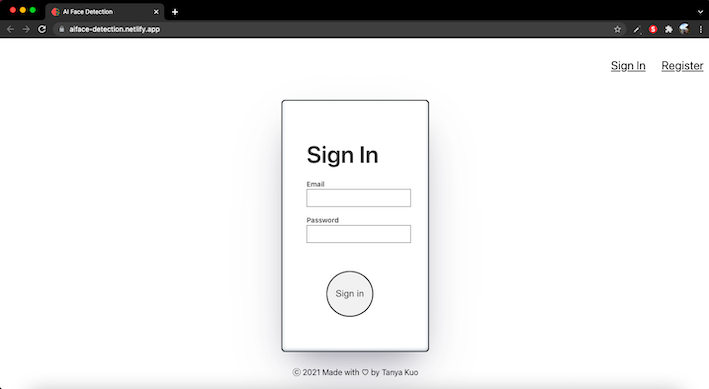 AI Face Detection
aiface-detection.netlify.app
Sign In Register
Sign In
Email
Password
Sign in
ⓒ 2021 Made with ♡ by Tanya Kuo